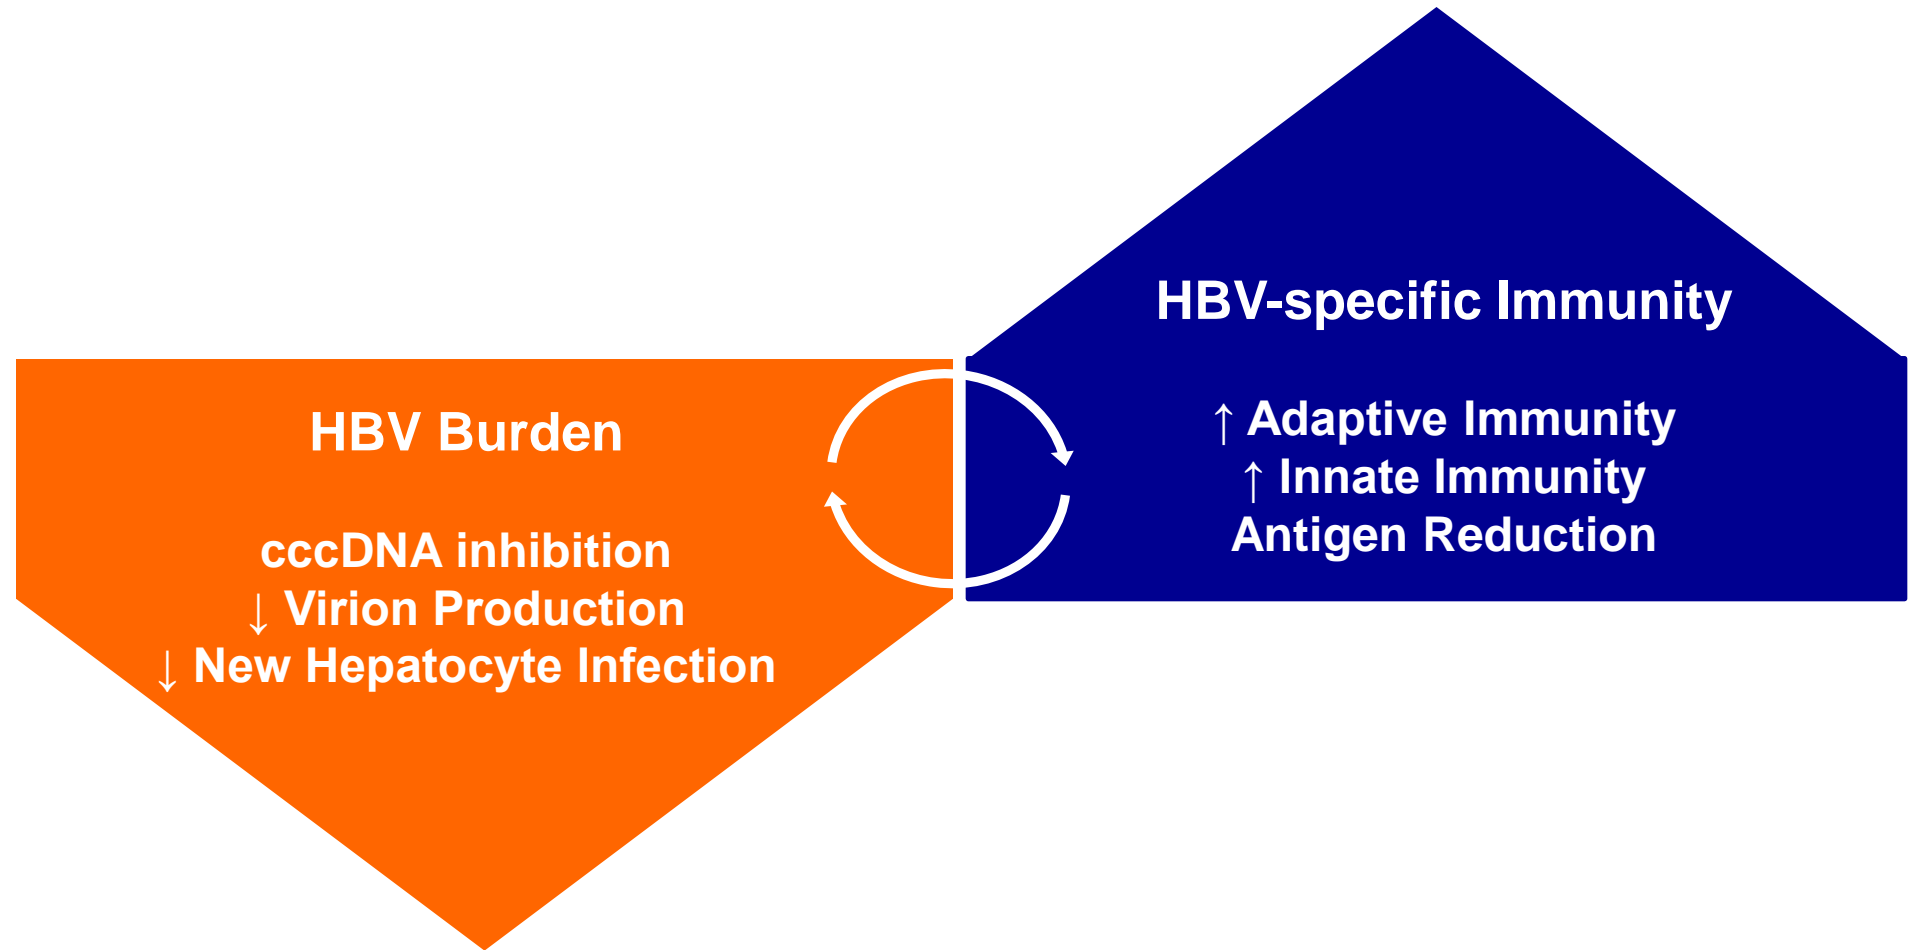 HBV Burden
cccDNA inhibition
↓ Virion Production
↓ New Hepatocyte Infection
HBV-specific Immunity
↑ Adaptive Immunity
↑ Innate Immunity
Antigen Reduction